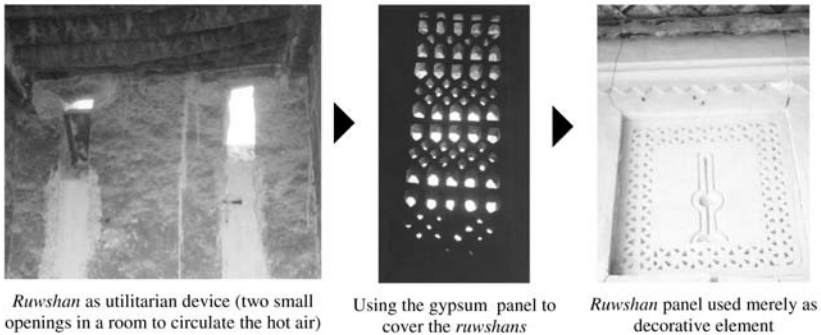 Ruwshan as utilitarian device (two small
openings in a room to circulate the hot air)
Using the gypsum panel to
cover the ruwshans
Ruwshan panel used merely as
decorative element